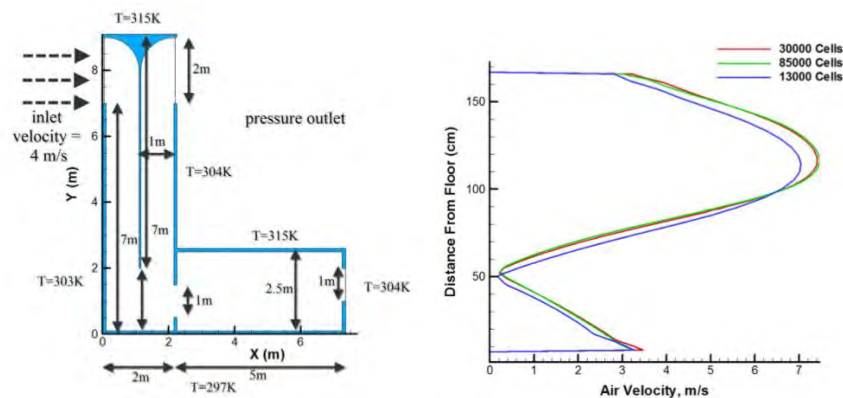 T=315K
8
2m
inlet
velocity =
4 m/s
pressure outlet
6
1m
Y (m)
T=304K
4
7m
7m
T=315K
T=303K
2
1m
2.5m
1m
T=304K
0
0
2
4
6
X (m)
2m
5m
T=297K
30000 Cells
85000 Cells
13000 Cells
150
Distance From Floor (cm)
100
50
0
0
1
2
3
4
5
6
7
Air Velocity, m/s